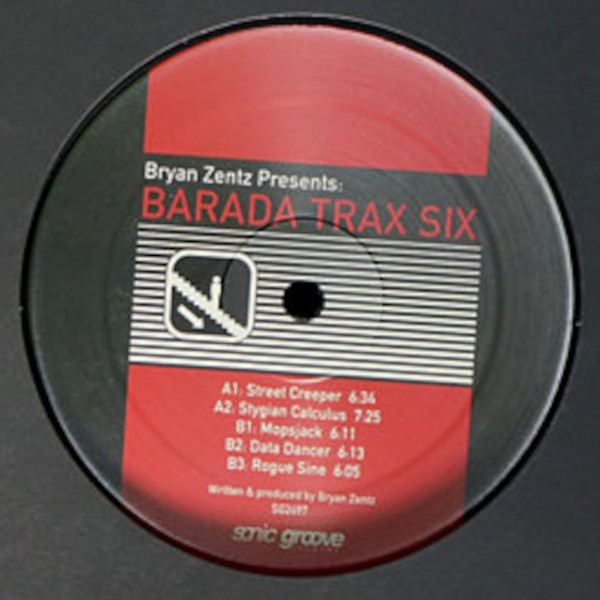 Bryan Zentz Presents:
BARADA TRAX SIX
A1: Street Creeper 6:34
A2: Stygian Calculus 7:25
B1: Mopsjack 6:11
B2: Data Dancer 6:13
B3: Rogue Sine 6:05
Written & produced by Bryan Zentz
sonic groove